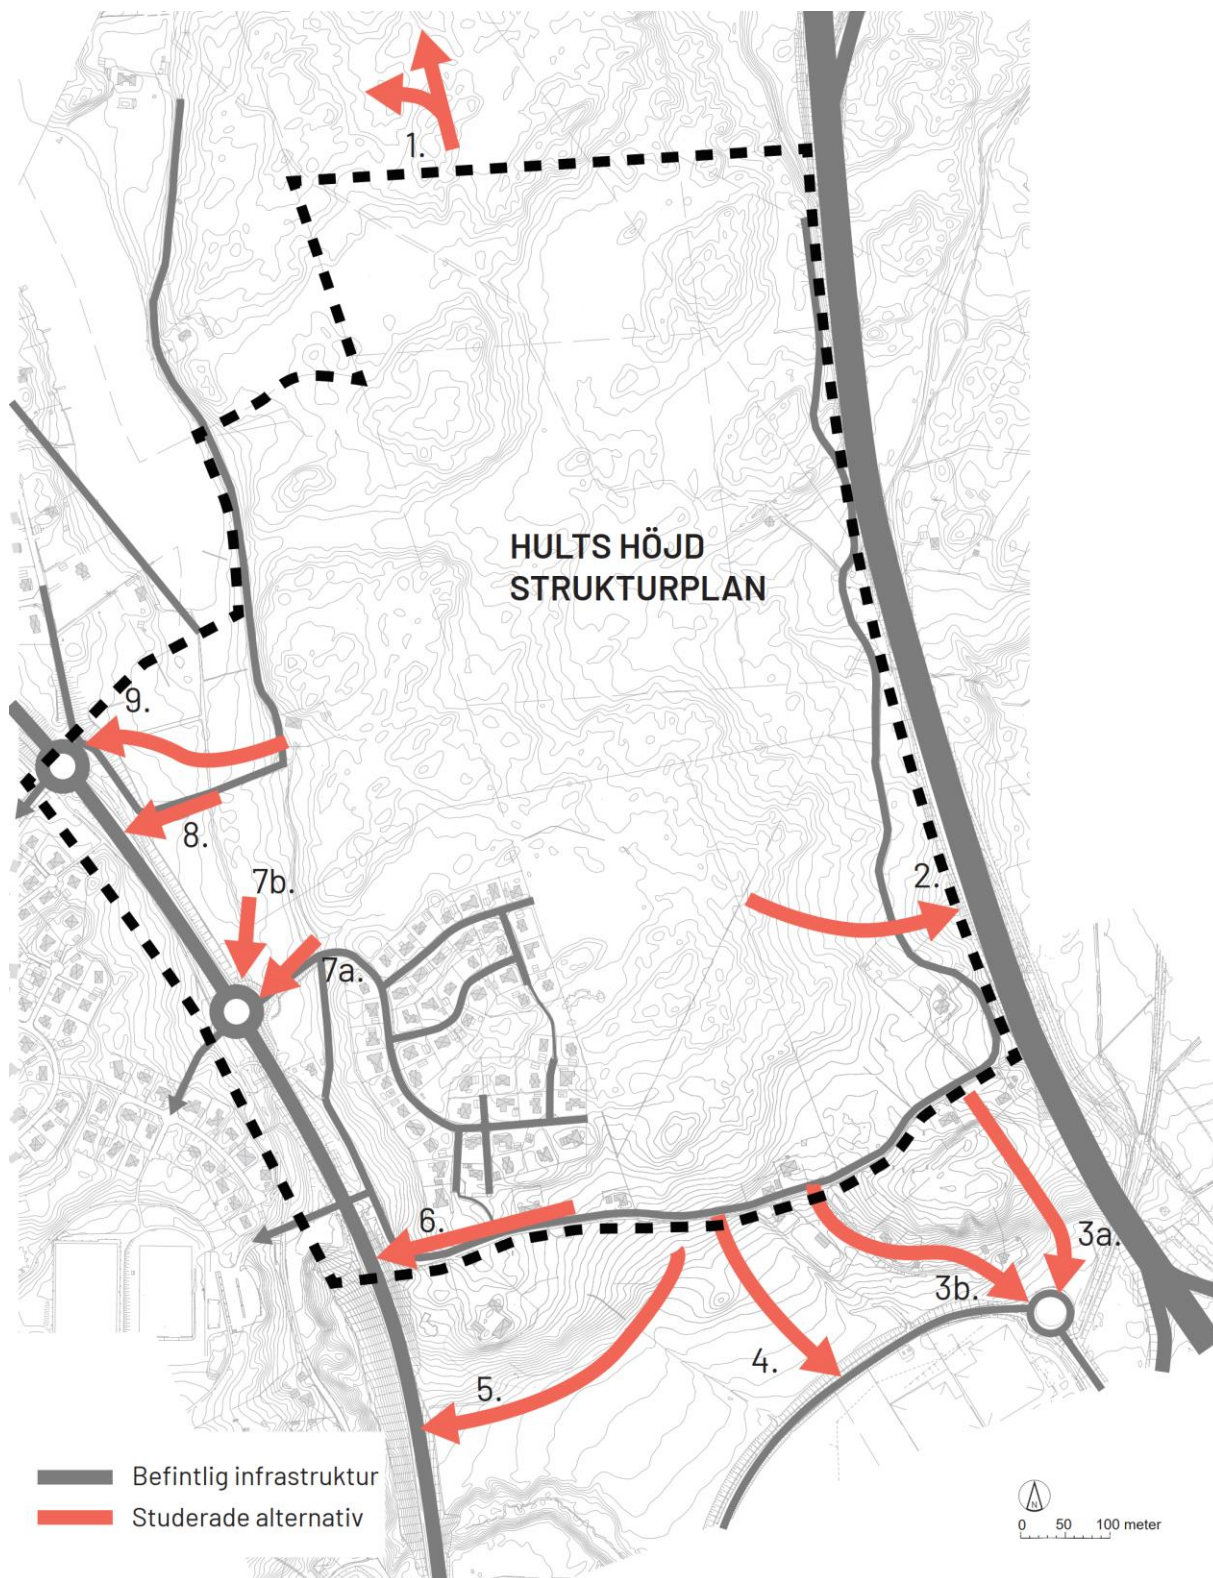 1.
HULTS HÖJD
STRUKTURPLAN
9.
8.
7b.
2.
7a.
6.
3a.
3b.
4.
5.
Befintlig infrastruktur
Studerade alternativ
N
0 50 100 meter